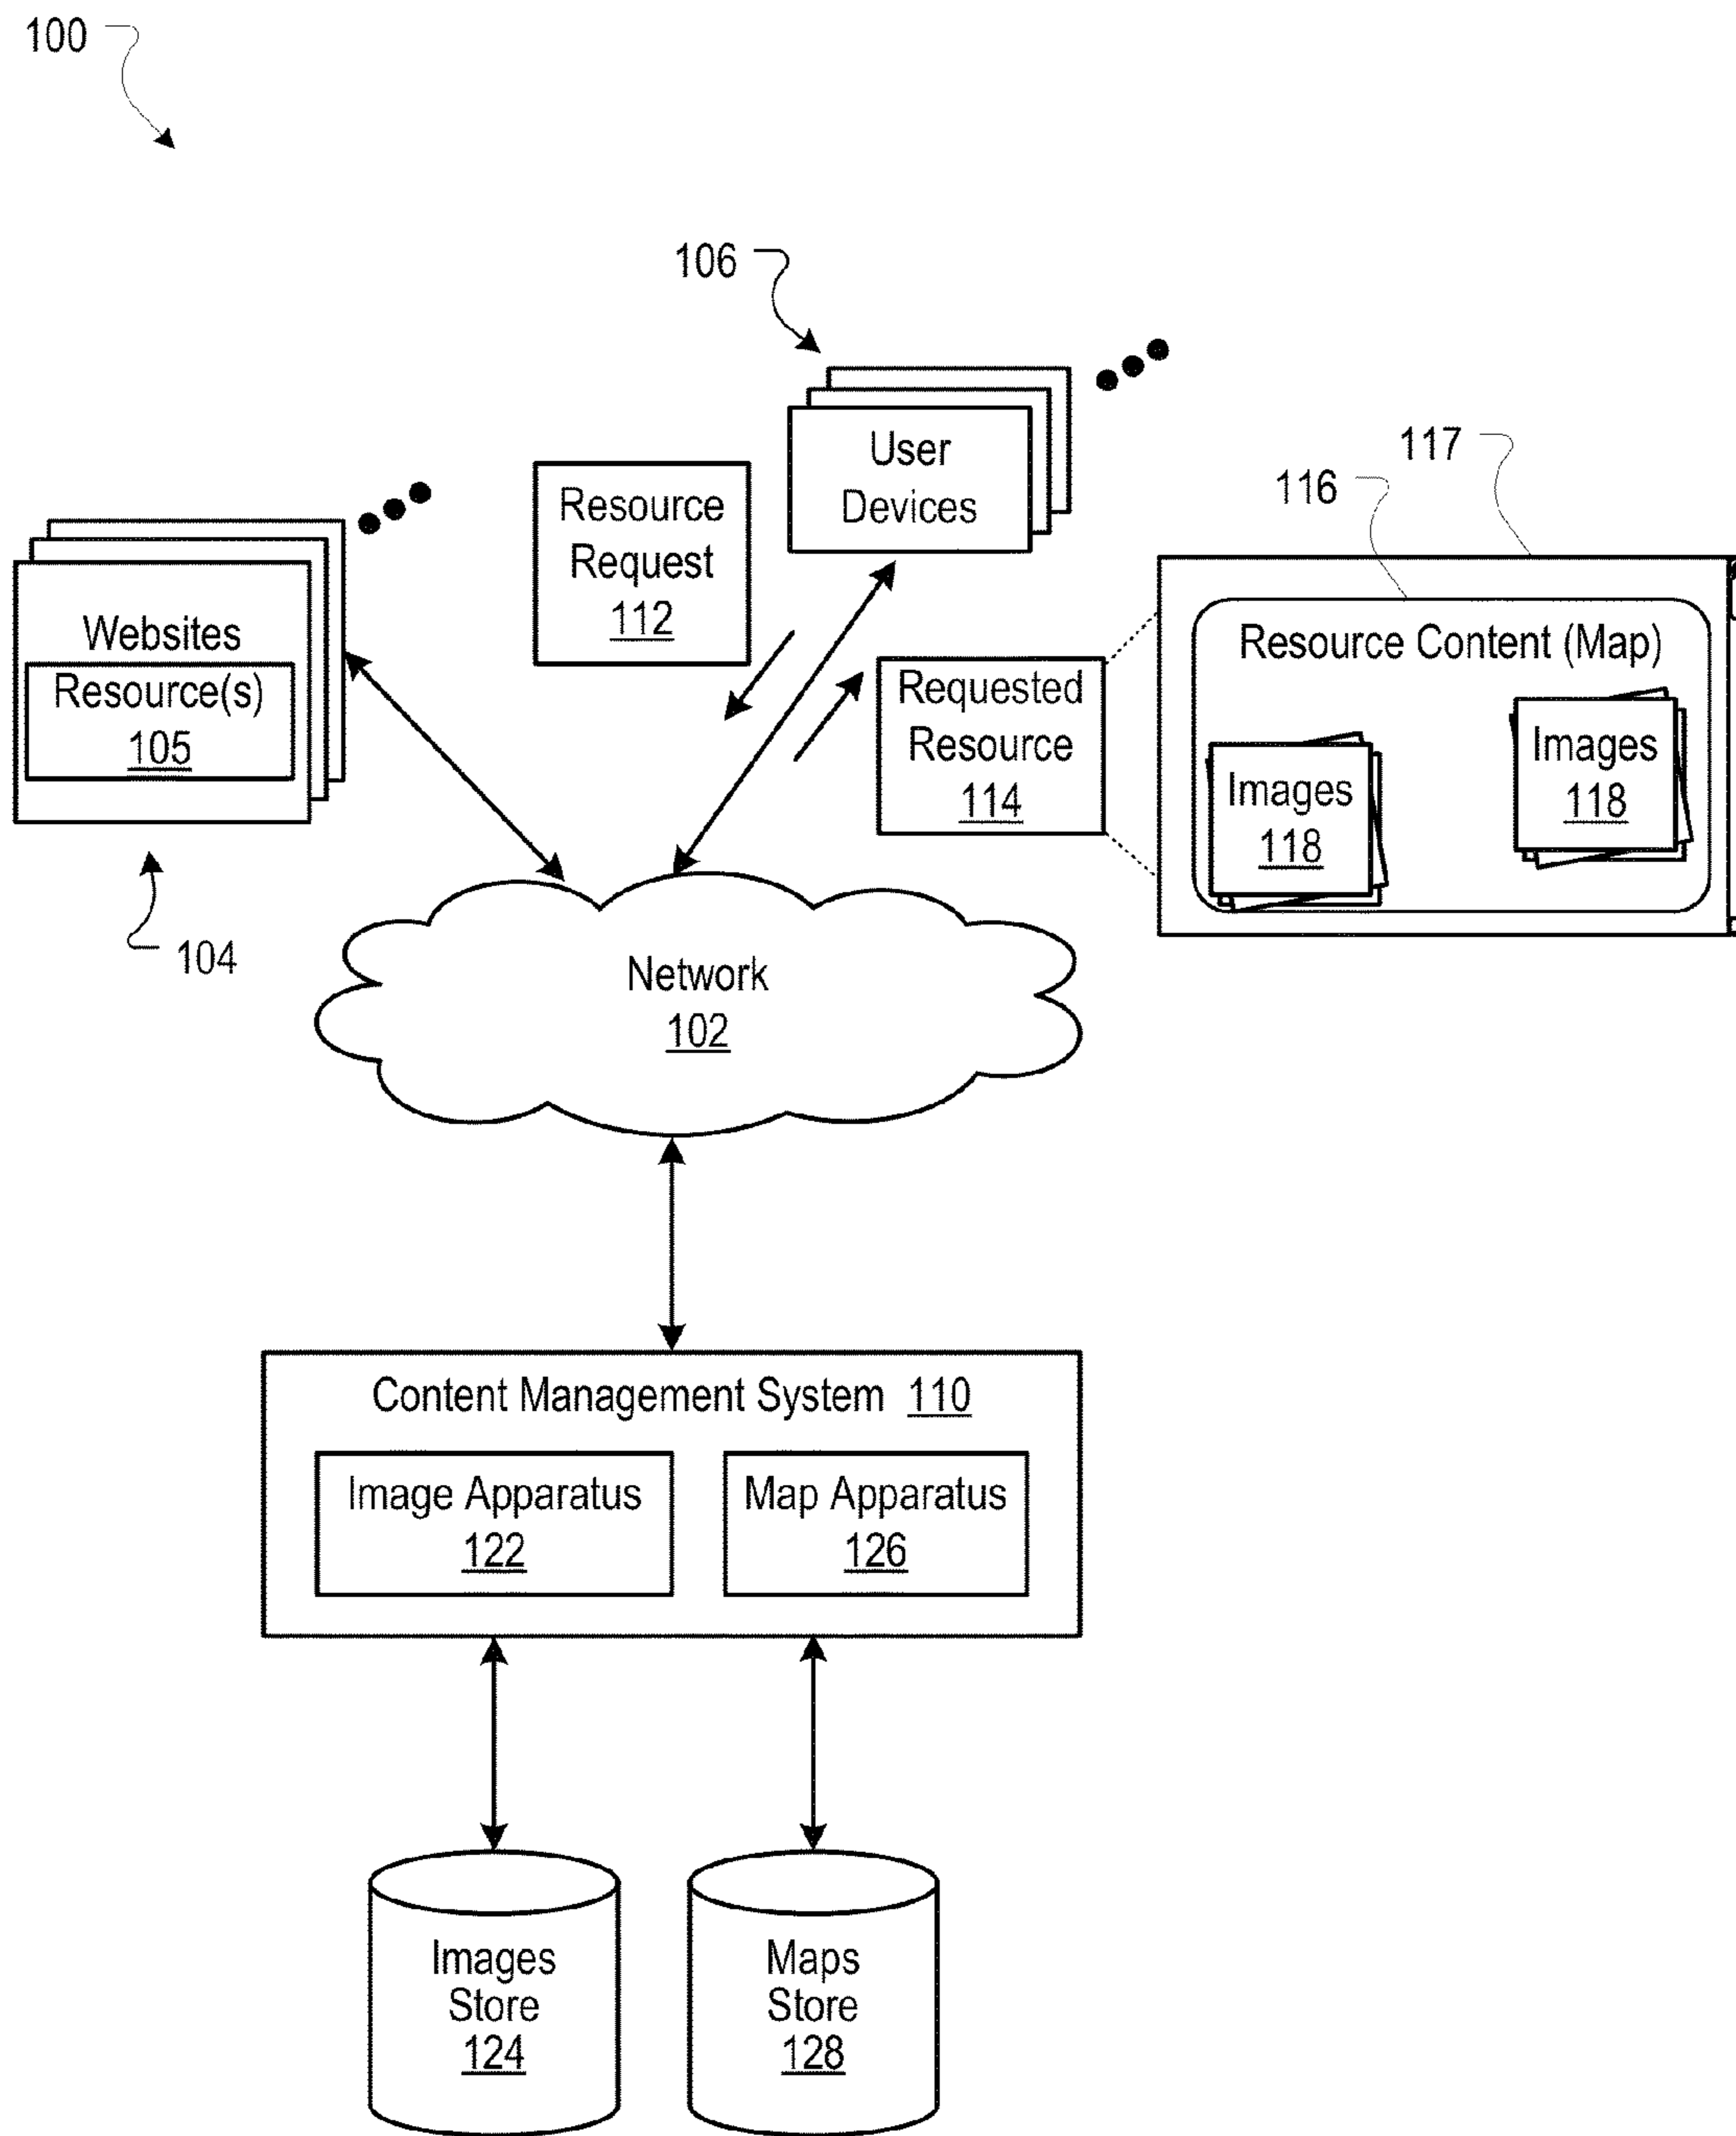 100
106
User
Devices
117
116
Resource
Request
112
Websites
Resource(s)
105
104
Requested
Resource
114
Resource Content (Map)
Images
118
Images
118
Network
102
Content Management System 110
Image Apparatus
122
Map Apparatus
126
Images
Store
124
Maps
Store
128